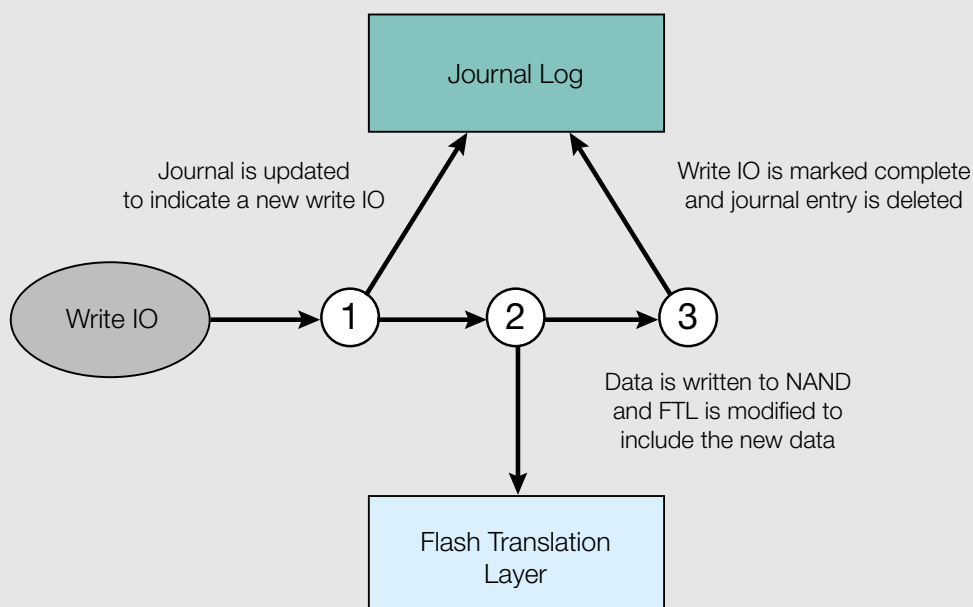 Journal Log
Journal is updated
to indicate a new write IO
Write IO is marked complete
and journal entry is deleted
Write IO
1
2
3
Data is written to NAND
and FTL is modified to
include the new data
Flash Translation
Layer